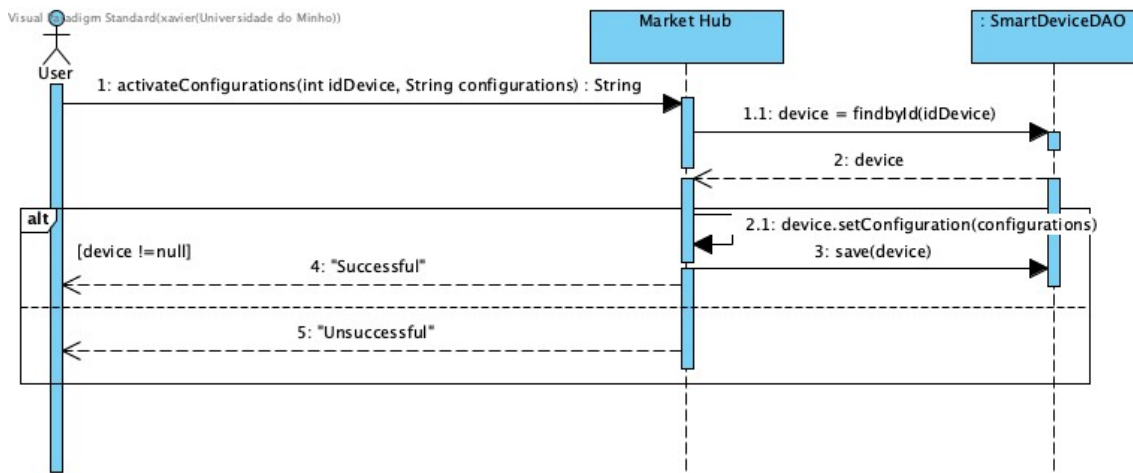 Visual Paradigm Standard(xavier(Universidade do Minho))
User
Market Hub
: SmartDeviceDAO
1: activateConfigurations(int idDevice, String configurations) : String
1.1: device = findbyId(idDevice)
2: device
alt
2.1: device.setConfiguration(configurations)
[device !=null]
3: save(device)
4: "Successful"
5: "Unsuccessful"